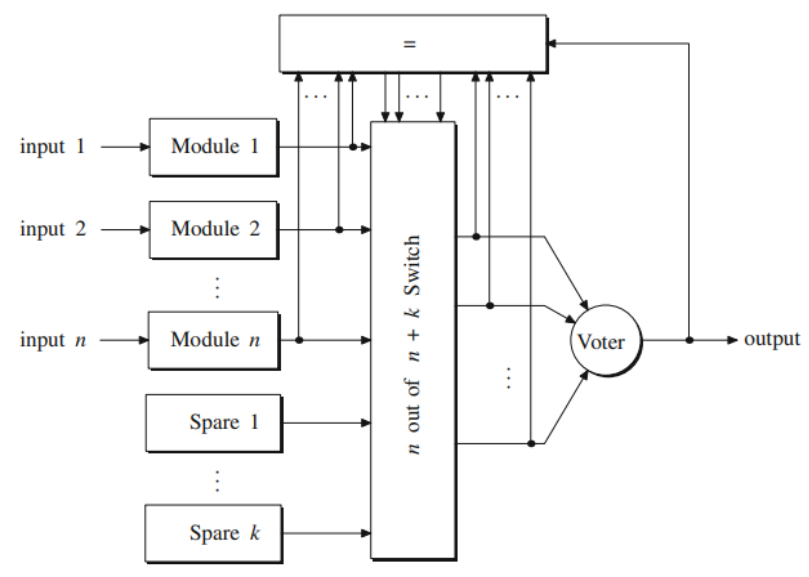 =
...
...
...
input 1
Module 1
input 2
Module 2
⋮
input n
Module n
Spare 1
⋮
Spare k
n out of n + k Switch
⋮
Voter
output